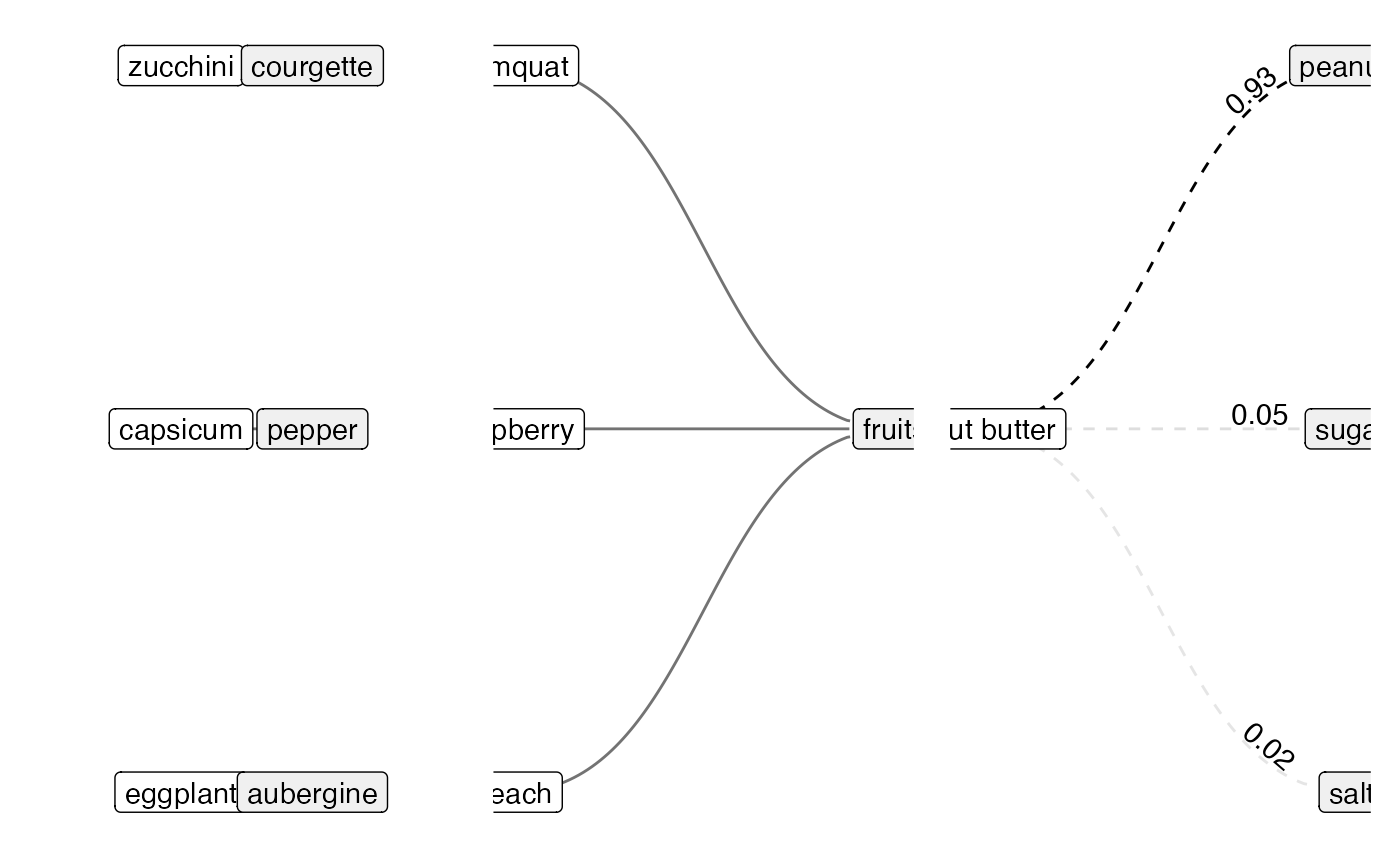 zucchini courgette
mquat
0.93
peanu
capsicum pepper
pberry
fruits
ut butter
0.05
suga
0.02
eggplant aubergine
each
salt